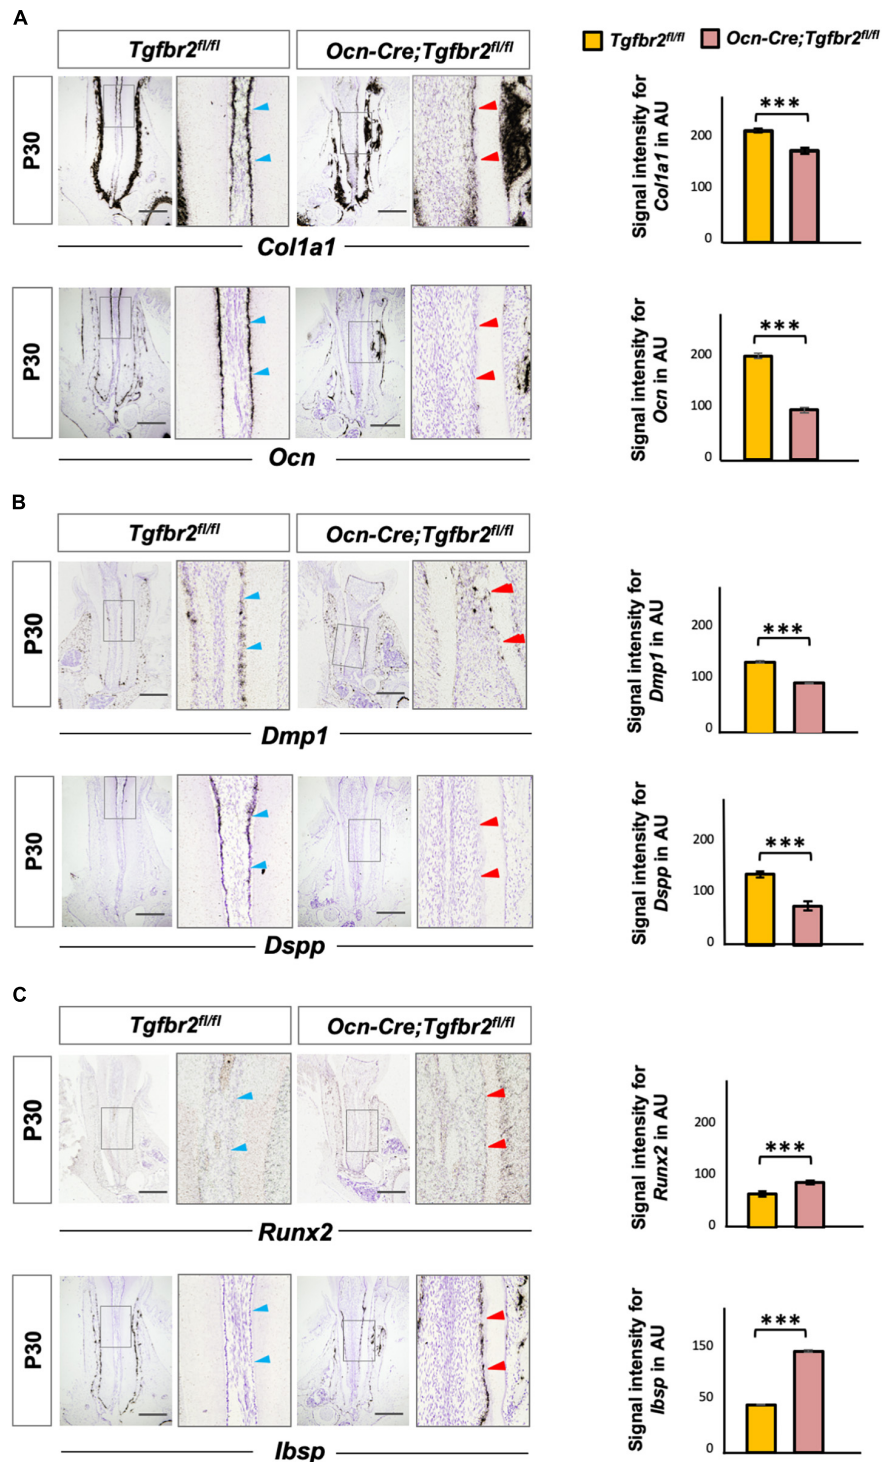 A
Tgfbr2fl/fl
Ocn-Cre;Tgfbr2fl/fl
Tgfbr2fl/fl
Ocn-Cre;Tgfbr2fl/fl
P30
Col1a1
Signal intensity for
Col1a1 in AU
200
100
0
***
P30
Ocn
Signal intensity for
Ocn in AU
200
100
0
***
B
Tgfbr2fl/fl
Ocn-Cre;Tgfbr2fl/fl
P30
Dmp1
Signal intensity for
Dmp1 in AU
200
100
0
***
P30
Dspp
Signal intensity for
Dspp in AU
200
100
0
***
C
Tgfbr2fl/fl
Ocn-Cre;Tgfbr2fl/fl
P30
Runx2
Signal intensity for
Runx2 in AU
200
100
0
***
P30
Ibsp
Signal intensity for
Ibsp in AU
150
50
0
***